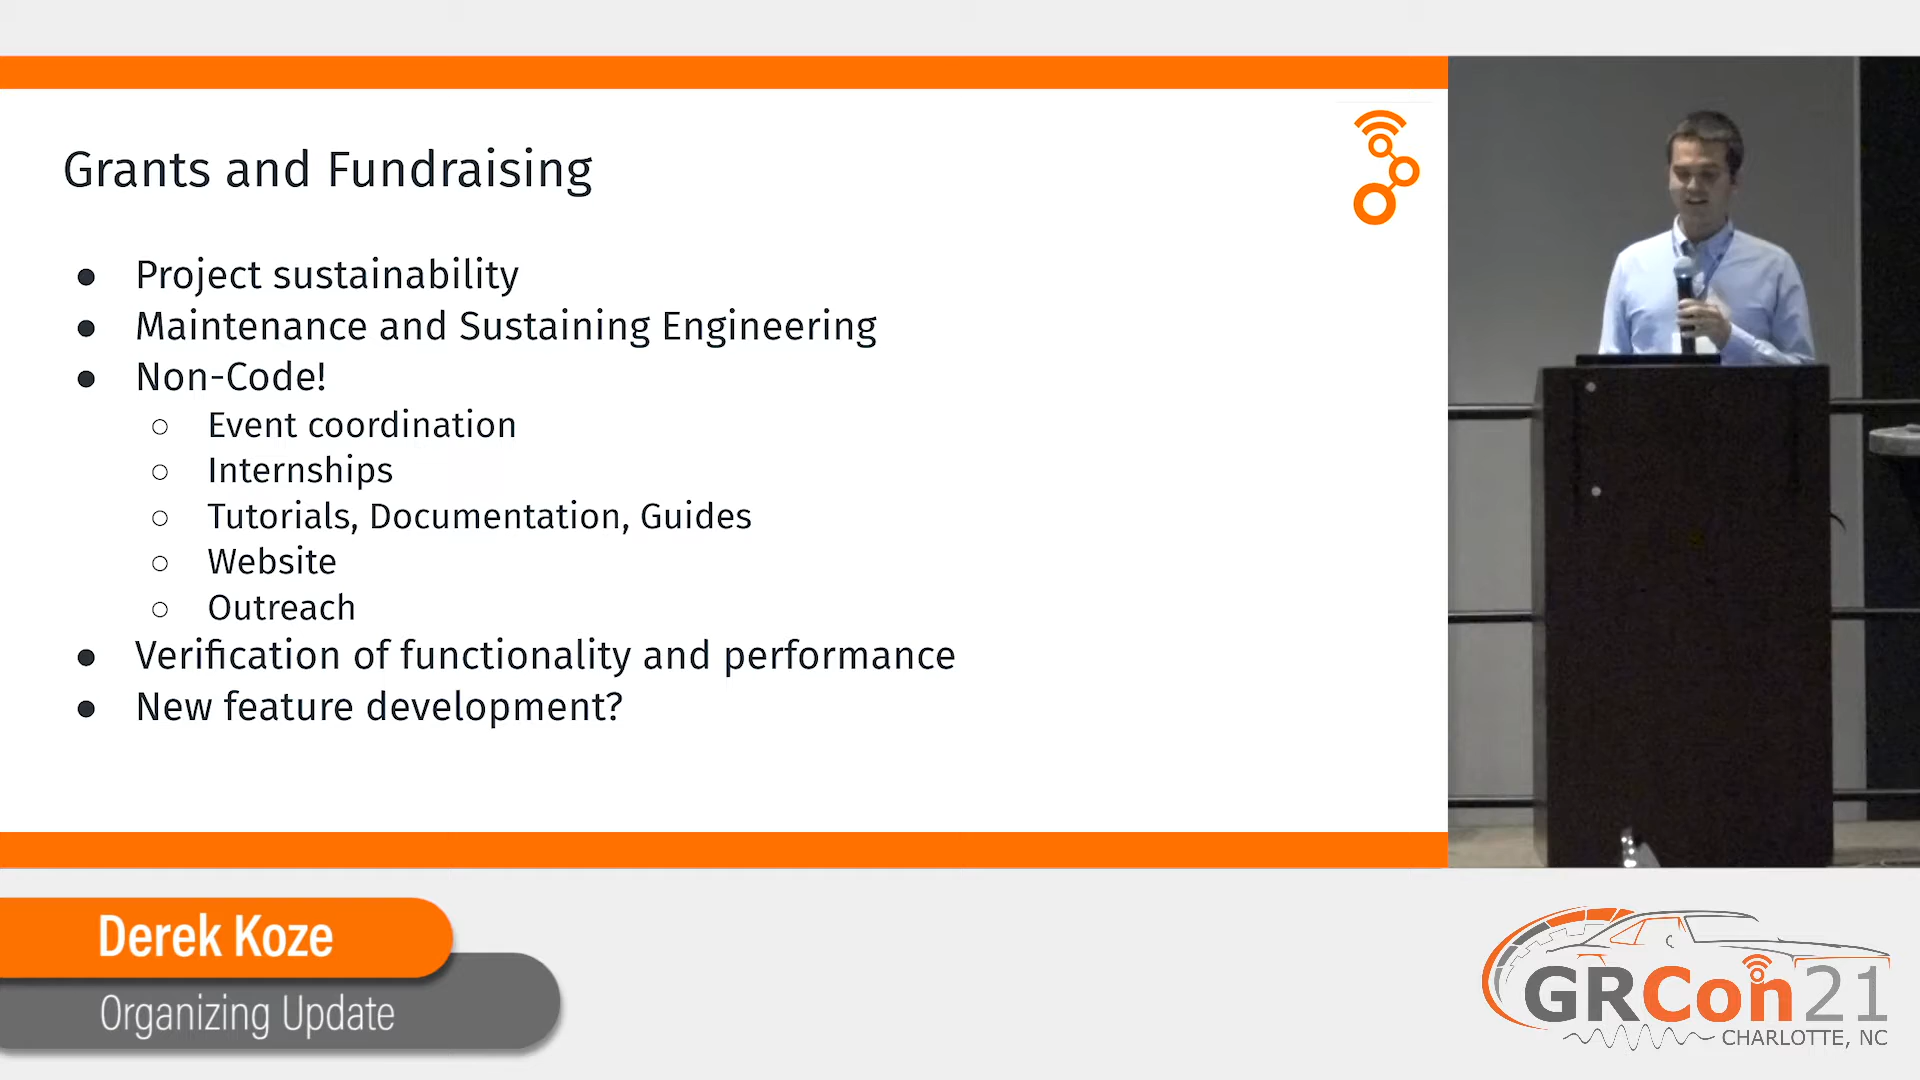 Grants and Fundraising
● Project sustainability
● Maintenance and Sustaining Engineering
● Non-Code!
○ Event coordination
○ Internships
○ Tutorials, Documentation, Guides
○ Website
○ Outreach
● Verification of functionality and performance
● New feature development?
Derek Koze
Organizing Update
GRCon21
CHARLOTTE, NC